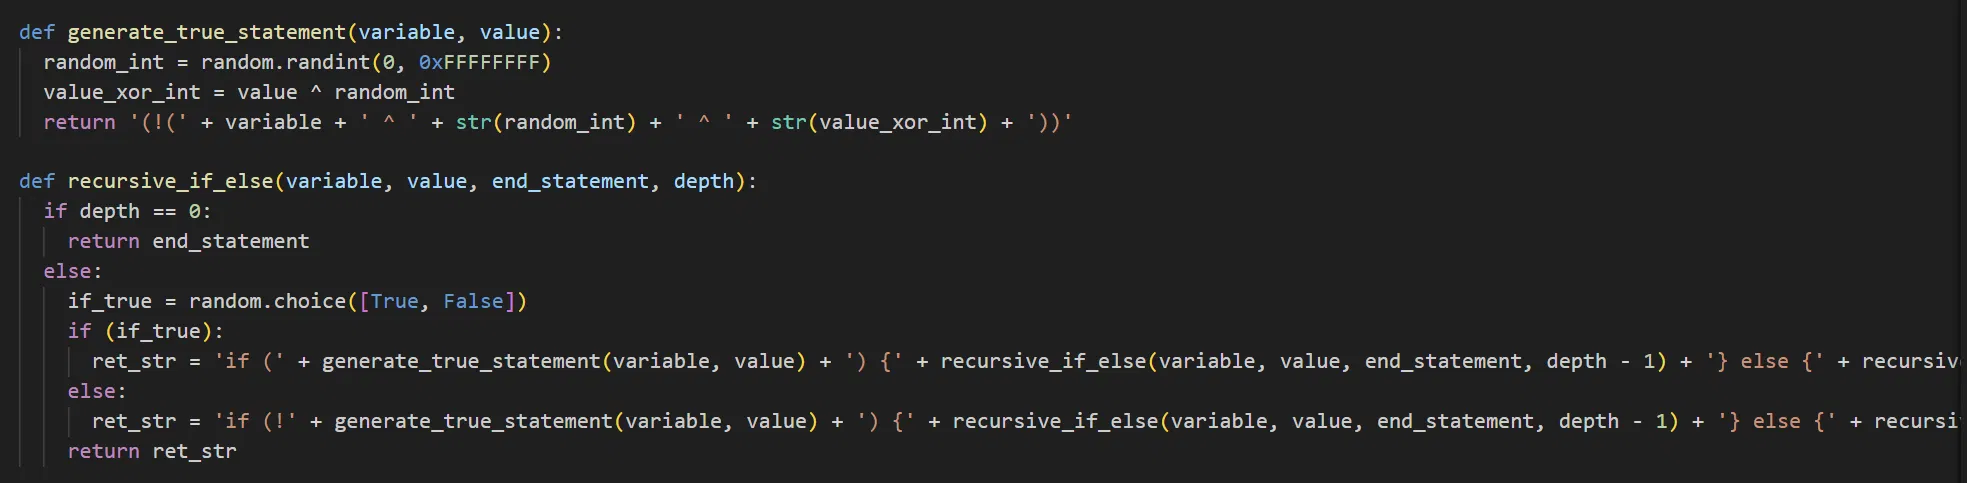 def generate_true_statement(variable, value):
  random_int = random.randint(0, 0xFFFFFFFF)
  value_xor_int = value ^ random_int
  return '(!(' + variable + ' ^ ' + str(random_int) + ' ^ ' + str(value_xor_int) + '))'

def recursive_if_else(variable, value, end_statement, depth):
  if depth == 0:
    return end_statement
  else:
    if_true = random.choice([True, False])
    if (if_true):
      ret_str = 'if (' + generate_true_statement(variable, value) + ') {' + recursive_if_else(variable, value, end_statement, depth - 1) + '} else {' + recursiv
    else:
      ret_str = 'if (!' + generate_true_statement(variable, value) + ') {' + recursive_if_else(variable, value, end_statement, depth - 1) + '} else {' + recursi
    return ret_str